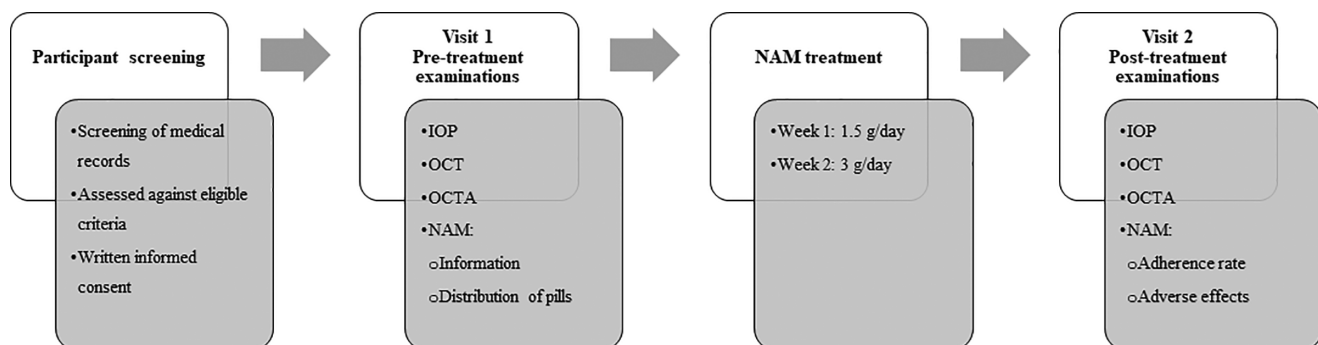 Participant screening
•Screening of medical
records
•Assessed against eligible
criteria
•Written informed
consent
Visit 1
Pre-treatment
examinations
•IOP
•OCT
•OCTA
•NAM:
oInformation
oDistribution of pills
NAM treatment
•Week 1: 1.5 g/day
•Week 2: 3 g/day
Visit 2
Post-treatment
examinations
•IOP
•OCT
•OCTA
•NAM:
oAdherence rate
oAdverse effects